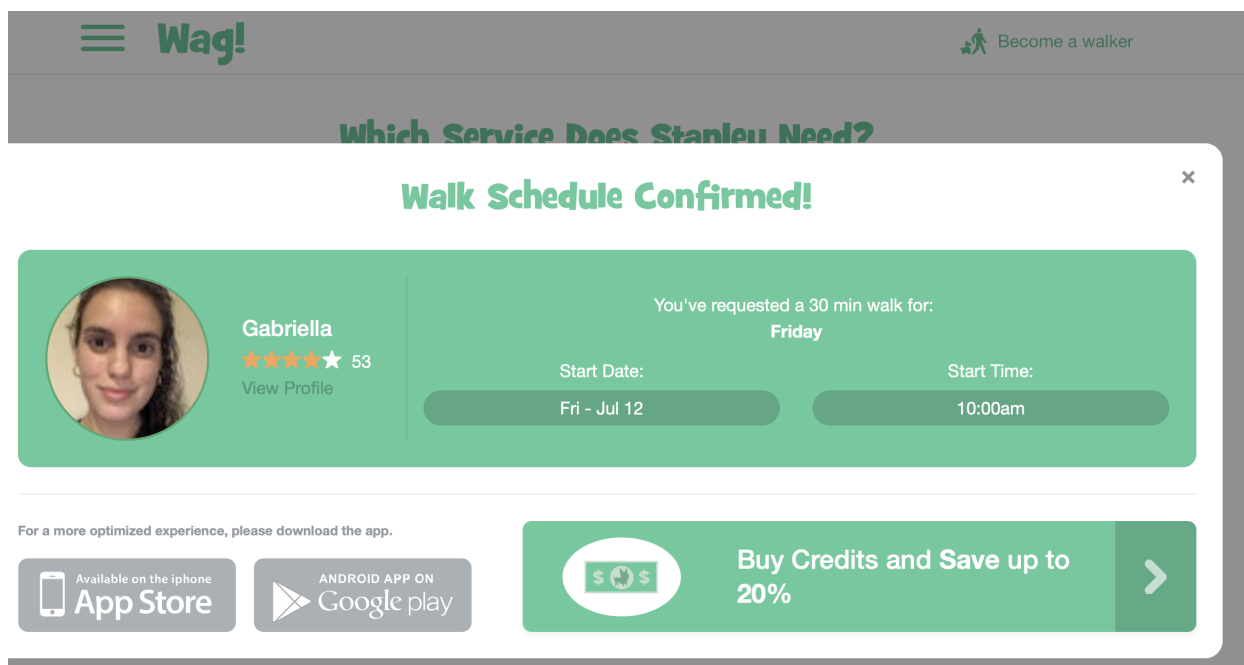 Wag!
Become a walker
Which Service Does Stanley Need?
×
Walk Schedule Confirmed!
Gabriella
53
View Profile
You've requested a 30 min walk for:
Friday
Start Date:
Start Time:
Fri - Jul 12
10:00am
For a more optimized experience, please download the app.
Available on the iphone
App Store
ANDROID APP ON
Google play
$ $
Buy Credits and Save up to
20%